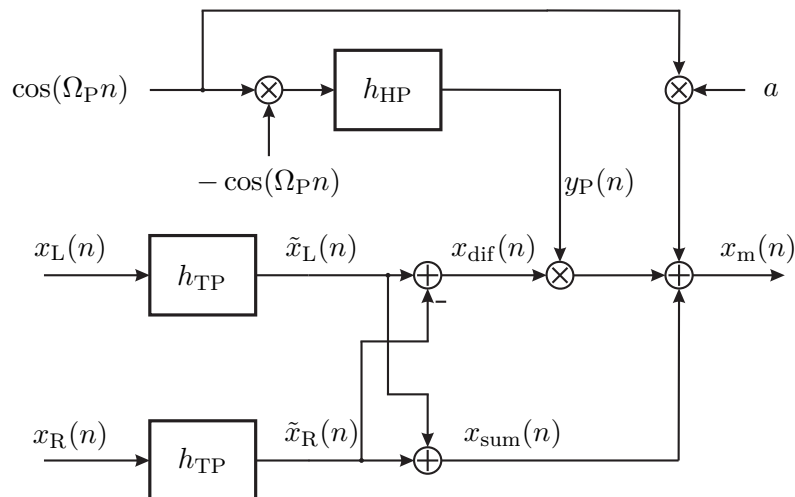 cos(Ω_P n)
h_HP
a
− cos(Ω_P n)
y_P(n)
x_L(n)
h_TP
x̃_L(n)
x_dif(n)
x_m(n)
-
x_R(n)
h_TP
x̃_R(n)
x_sum(n)